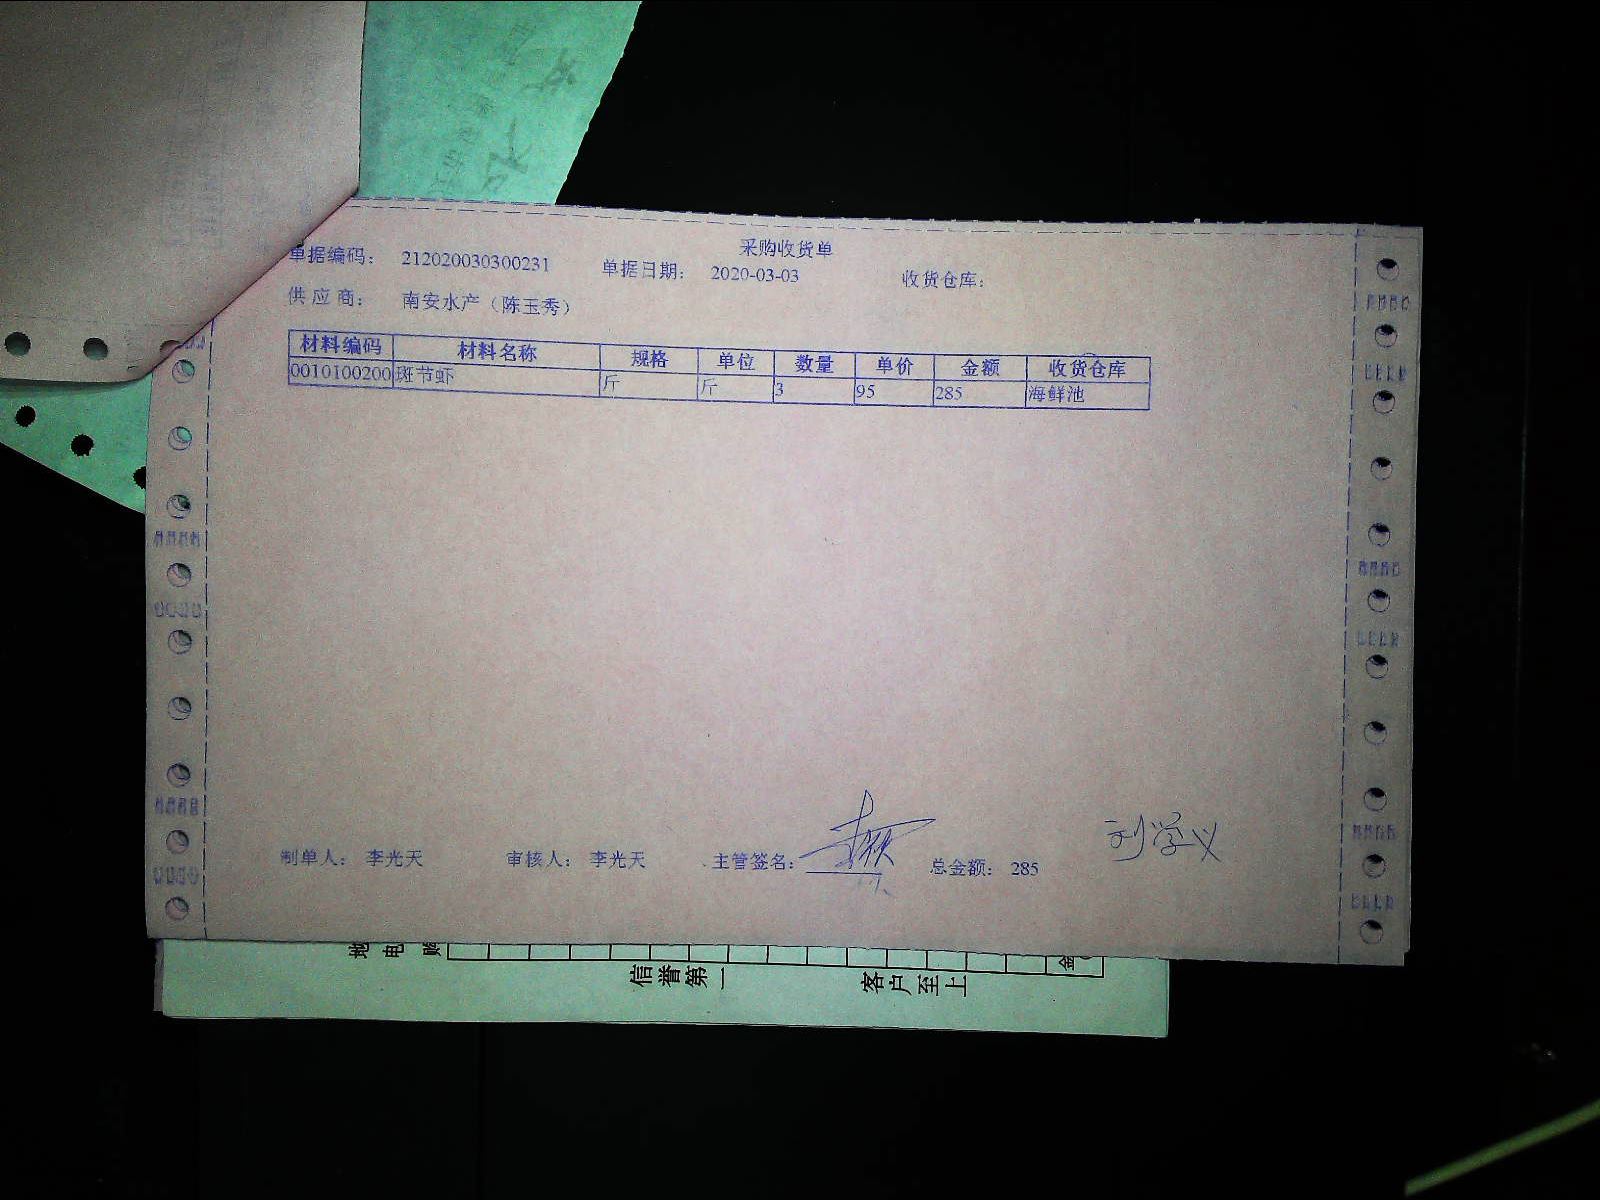 采购收货单
单据编码： 212020030300231 单据日期： 2020-03-03 收货仓库：
供应商： 南安水产（陈玉秀）
材料编码 材料名称 规格 单位 数量 单价 金额 收货仓库
0010100200 斑节虾 斤 斤 3 95 285 海鲜池
制单人： 李光天 审核人： 李光天 主管签名： 总金额： 285
刘学义
地 电 购 金
信誉第一 客户至上